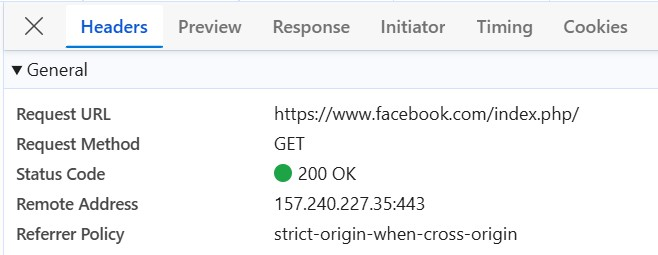 Headers Preview Response Initiator Timing Cookies
General
Request URL https://www.facebook.com/index.php/
Request Method GET
Status Code 200 OK
Remote Address 157.240.227.35:443
Referrer Policy strict-origin-when-cross-origin